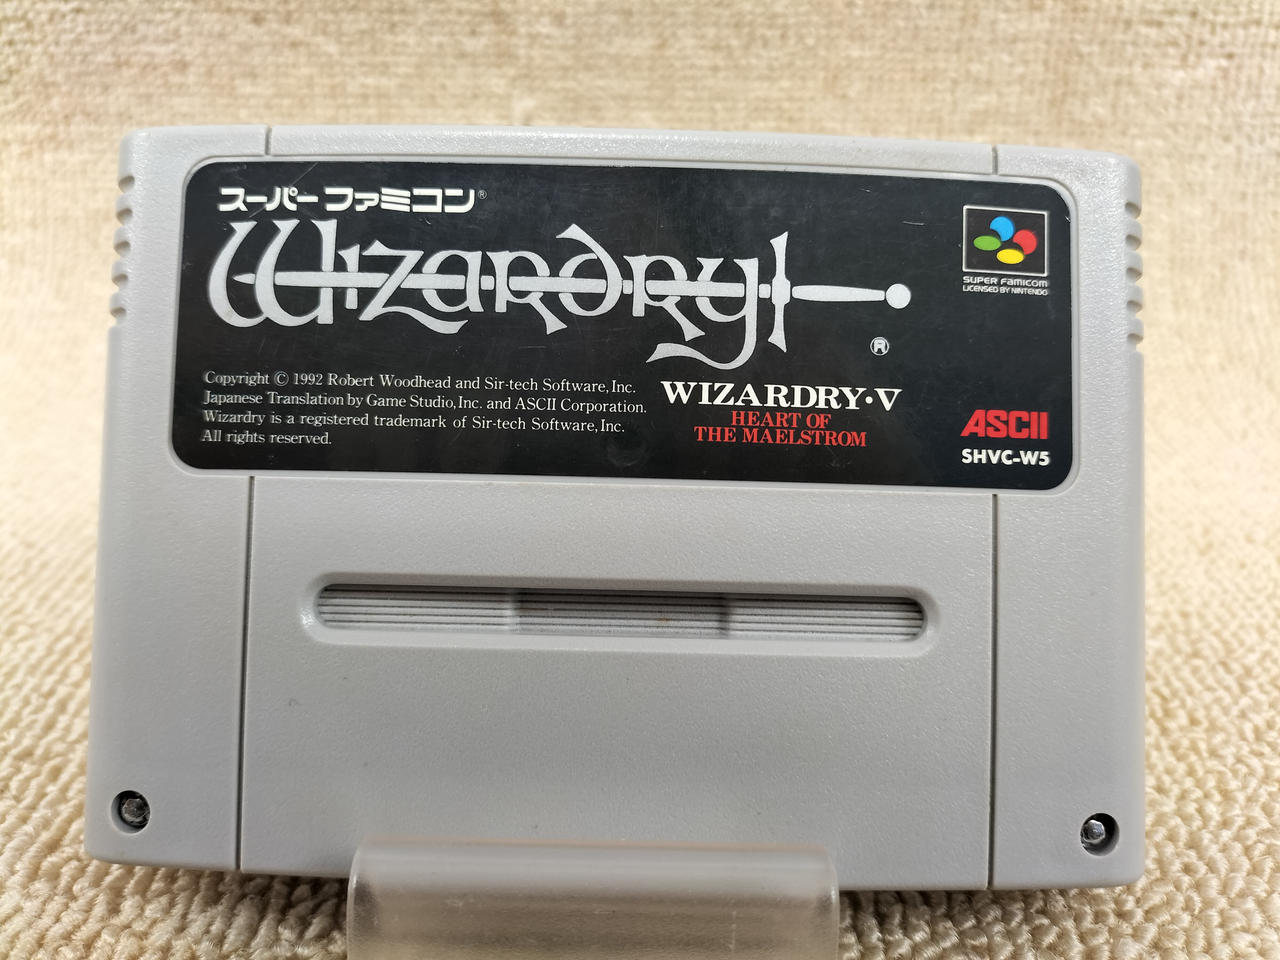 スーパーファミコン®
Wizardry
®
Copyright © 1992 Robert Woodhead and Sir-tech Software, Inc.
Japanese Translation by Game Studio, Inc. and ASCII Corporation.
Wizardry is a registered trademark of Sir-tech Software, Inc.
All rights reserved.
WIZARDRY・V
HEART OF
THE MAELSTROM
SUPER FAMICOM
LICENSED BY NINTENDO
ASCII
SHVC-W5